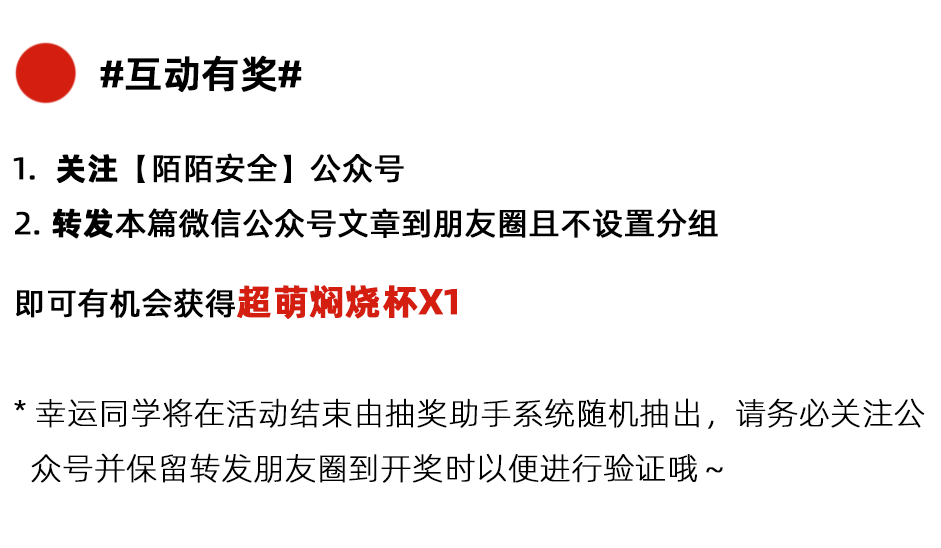 #互动有奖#
1. 关注【陌陌安全】公众号
2. 转发本篇微信公众号文章到朋友圈且不设置分组
即可有机会获得超萌焖烧杯X1
* 幸运同学将在活动结束由抽奖助手系统随机抽出，请务必关注公
众号并保留转发朋友圈到开奖时以便进行验证哦～